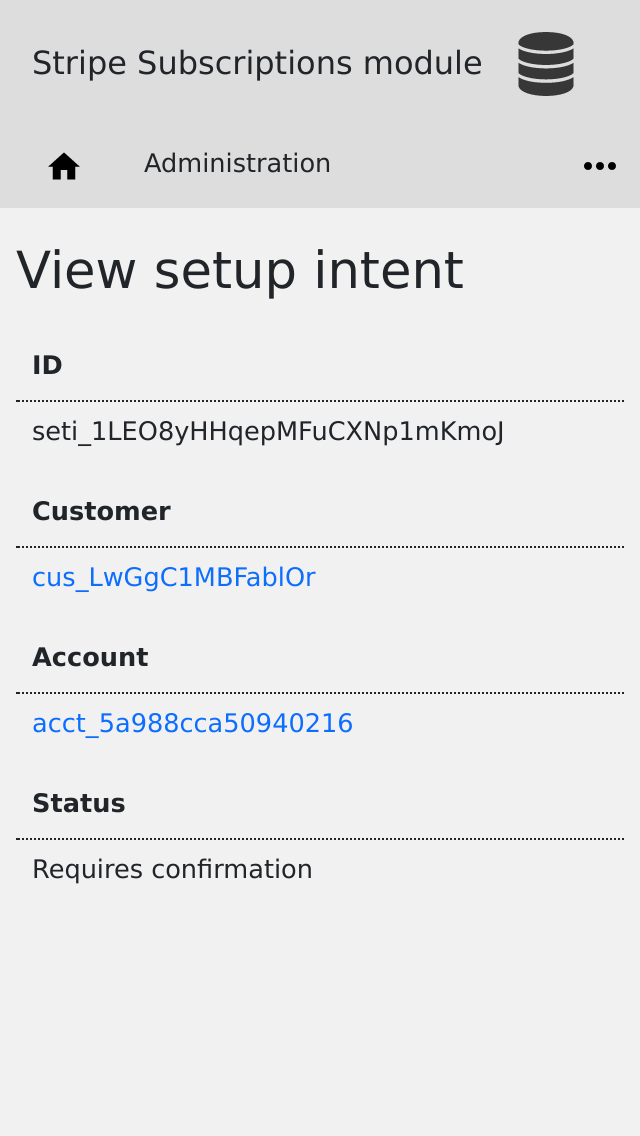 Stripe Subscriptions module
Administration
View setup intent
ID
seti_1LEO8yHHqepMFuCXNp1mKmoJ
Customer
cus_LwGgC1MBFablOr
Account
acct_5a988cca50940216
Status
Requires confirmation